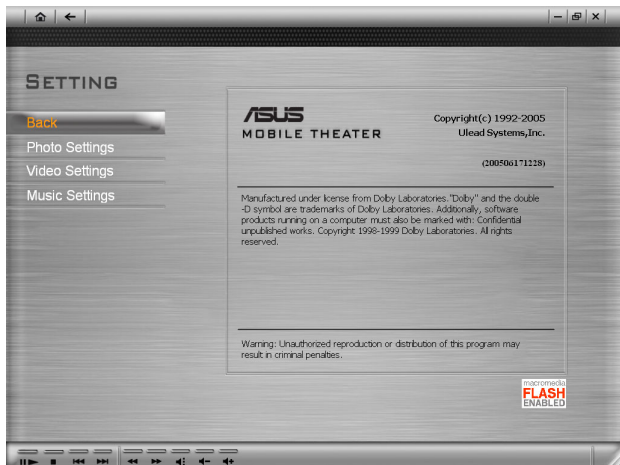 SETTING
Back
Photo Settings
Video Settings
Music Settings
ASUS
MOBILE THEATER
Copyright(c) 1992-2005
Ulead Systems,Inc.
(200506171228)
Manufactured under license from Dolby Laboratories."Dolby" and the double
-D symbol are trademarks of Dolby Laboratories. Additionally, software
products running on a computer must also be marked with: Confidential
unpublished works. Copyright 1998-1999 Dolby Laboratories. All rights
reserved.
Warning: Unauthorized reproduction or distribution of this program may
result in criminal penalties.
macromedia
FLASH
ENABLED